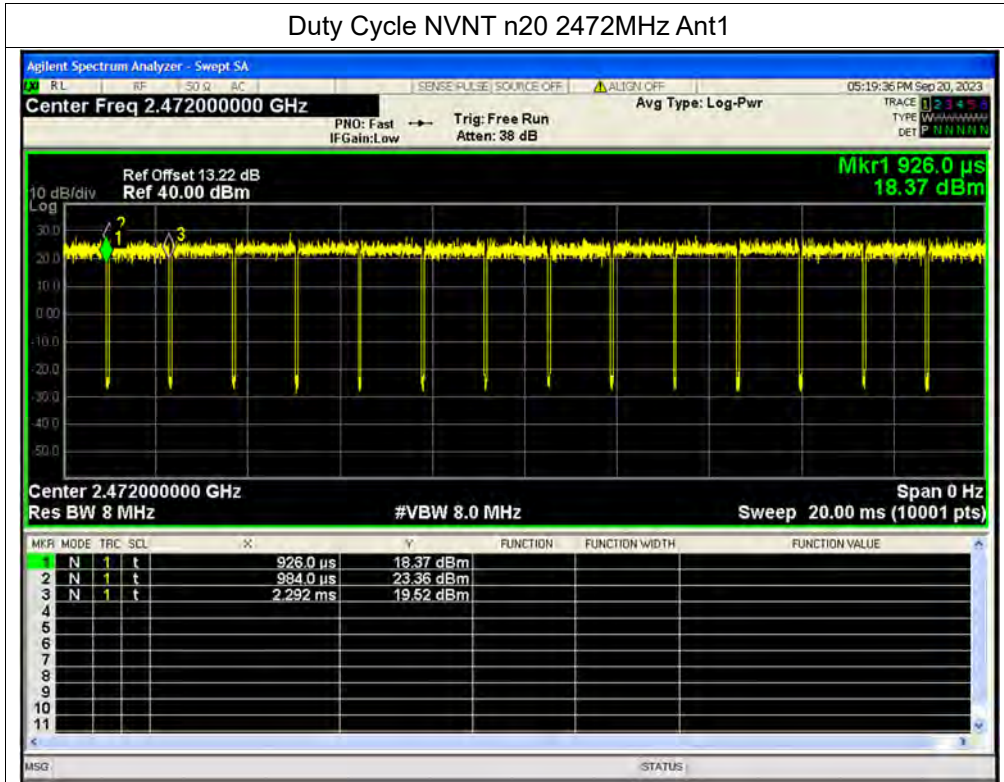 Duty Cycle NVNT n20 2472MHz Ant1
Agilent Spectrum Analyzer - Swept SA
LXI RL RF 50 Ω AC SENSE:PULSE SOURCE OFF ALIGN OFF 05:19:36 PM Sep 20, 2023
Center Freq 2.472000000 GHz Avg Type: Log-Pwr TRACE 1 2 3 4 5 6
PNO: Fast Trig: Free Run TYPE W
IFGain:Low Atten: 38 dB DET P N N N N N
Mkr1 926.0 µs
Ref Offset 13.22 dB
10 dB/div Ref 40.00 dBm 18.37 dBm
Log
30.0
20.0
10.0
0.00
-10.0
-20.0
-30.0
-40.0
-50.0
2
1
3
Center 2.472000000 GHz Span 0 Hz
Res BW 8 MHz #VBW 8.0 MHz Sweep 20.00 ms (10001 pts)
MKR MODE TRC SCL X Y FUNCTION FUNCTION WIDTH FUNCTION VALUE
1 N 1 t 926.0 µs 18.37 dBm
2 N 1 t 984.0 µs 23.36 dBm
3 N 1 t 2.292 ms 19.52 dBm
4
5
6
7
8
9
10
11
MSG STATUS